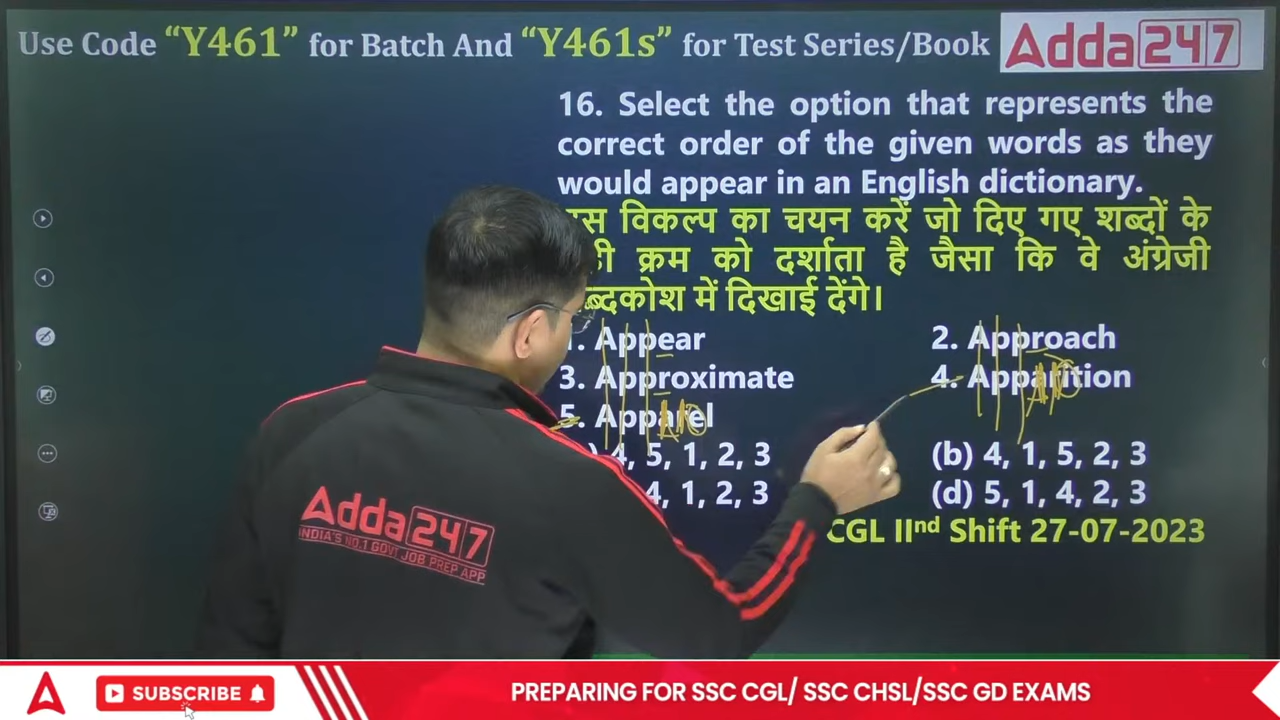 Use Code “Y461” for Batch And “Y461s” for Test Series/Book
Adda247
16. Select the option that represents the
correct order of the given words as they
would appear in an English dictionary.
विकल्प का चयन करें जो दिए गए शब्दों के
क्रम को दर्शाता है जैसा कि वे अंग्रेजी
में दिखाई देंगे।
1. Appear 2. Approach
3. Approximate 4. Apparition
5. Apparel
4, 5, 1, 2, 3 (b) 4, 1, 5, 2, 3
4, 1, 2, 3 (d) 5, 1, 4, 2, 3
CGL IInd Shift 27-07-2023
Adda247
INDIA'S NO.1 GOVT JOB PREP APP
SUBSCRIBE
PREPARING FOR SSC CGL/ SSC CHSL/SSC GD EXAMS